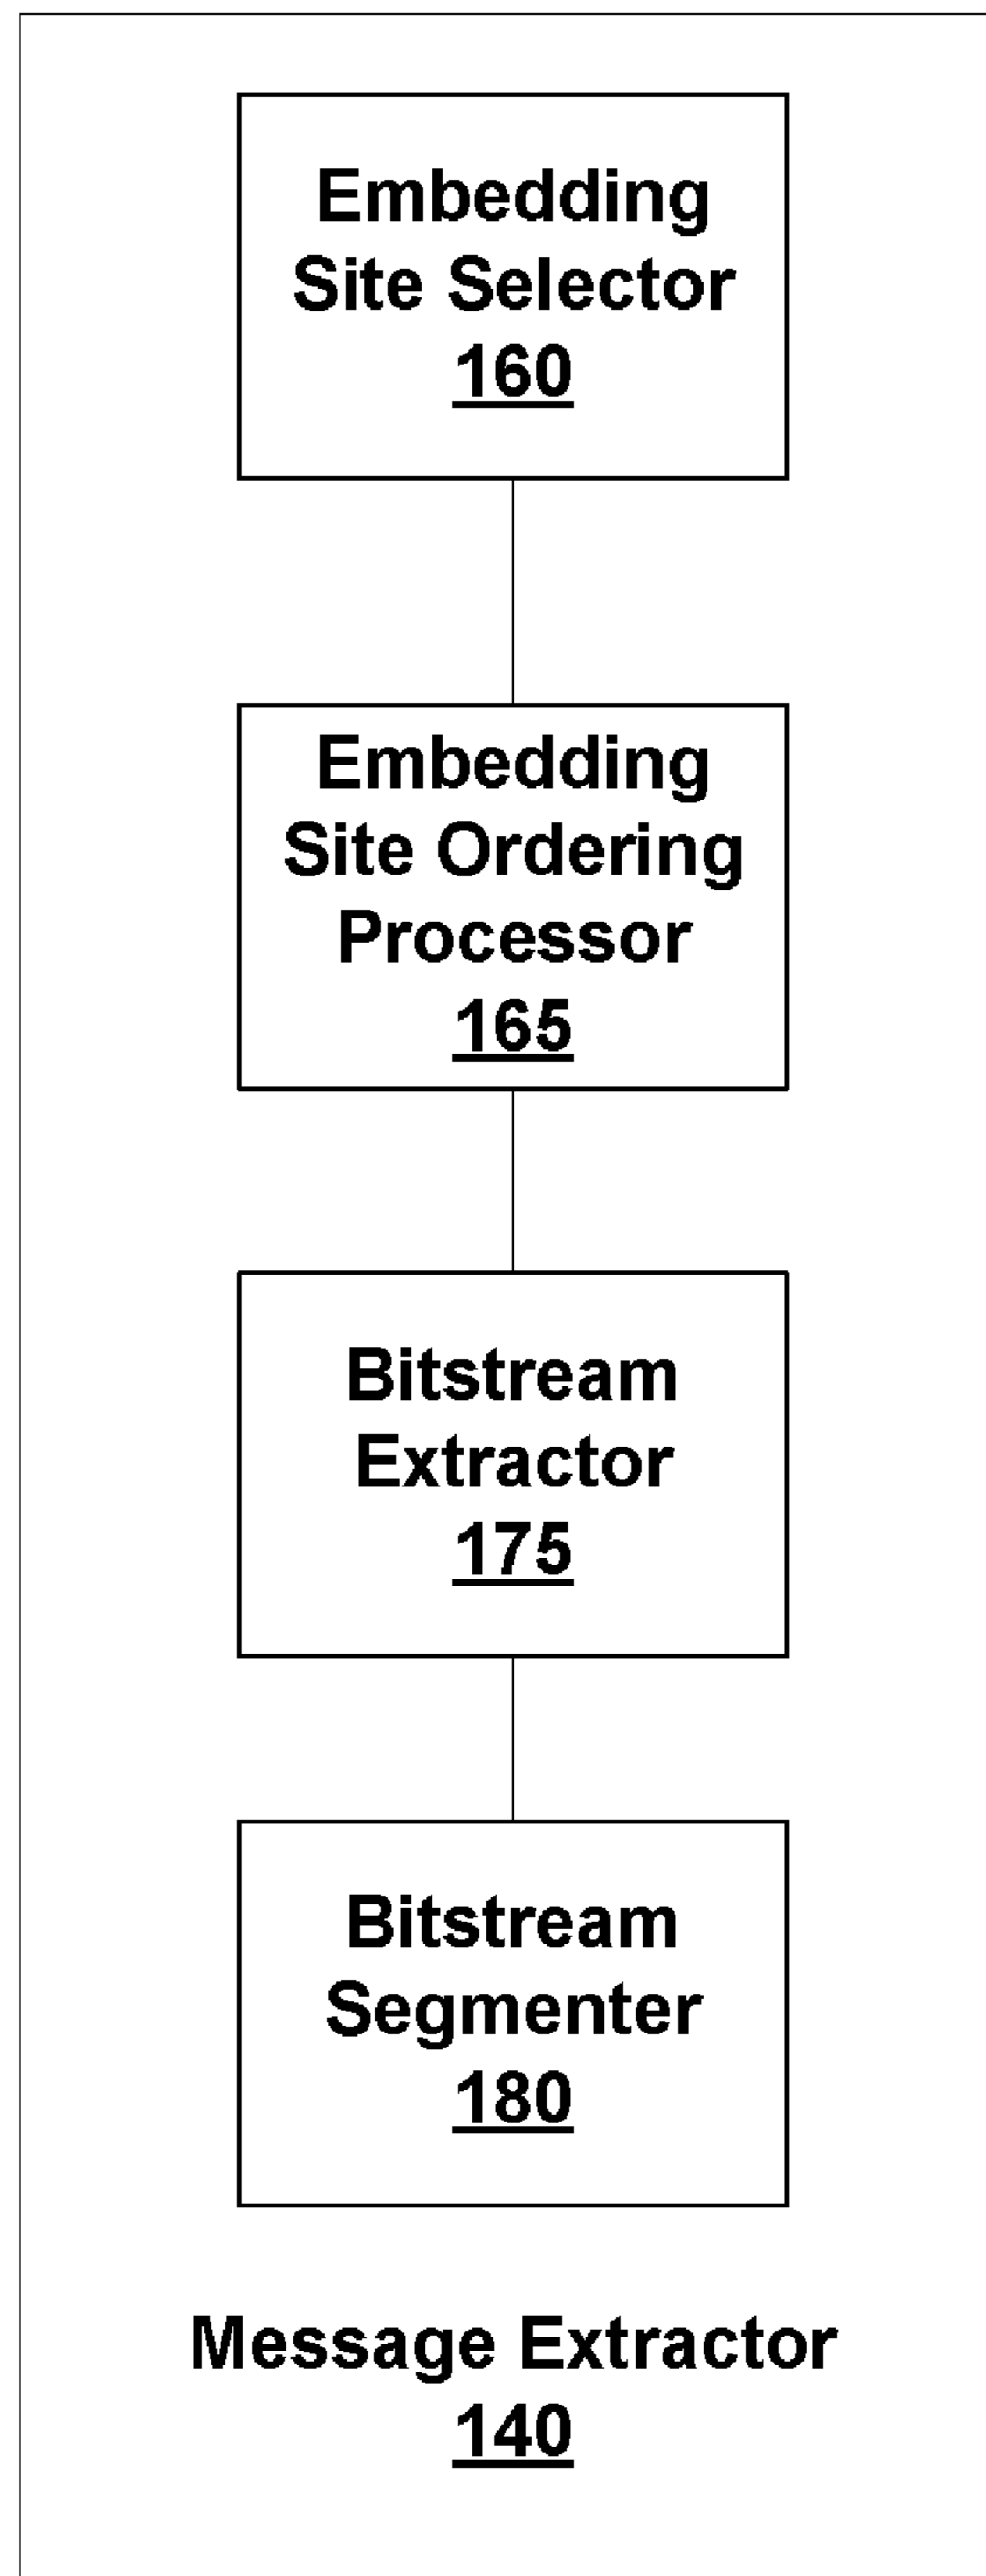 Embedding
Site Selector
160
Embedding
Site Ordering
Processor
165
Bitstream
Extractor
175
Bitstream
Segmenter
180
Message Extractor
140